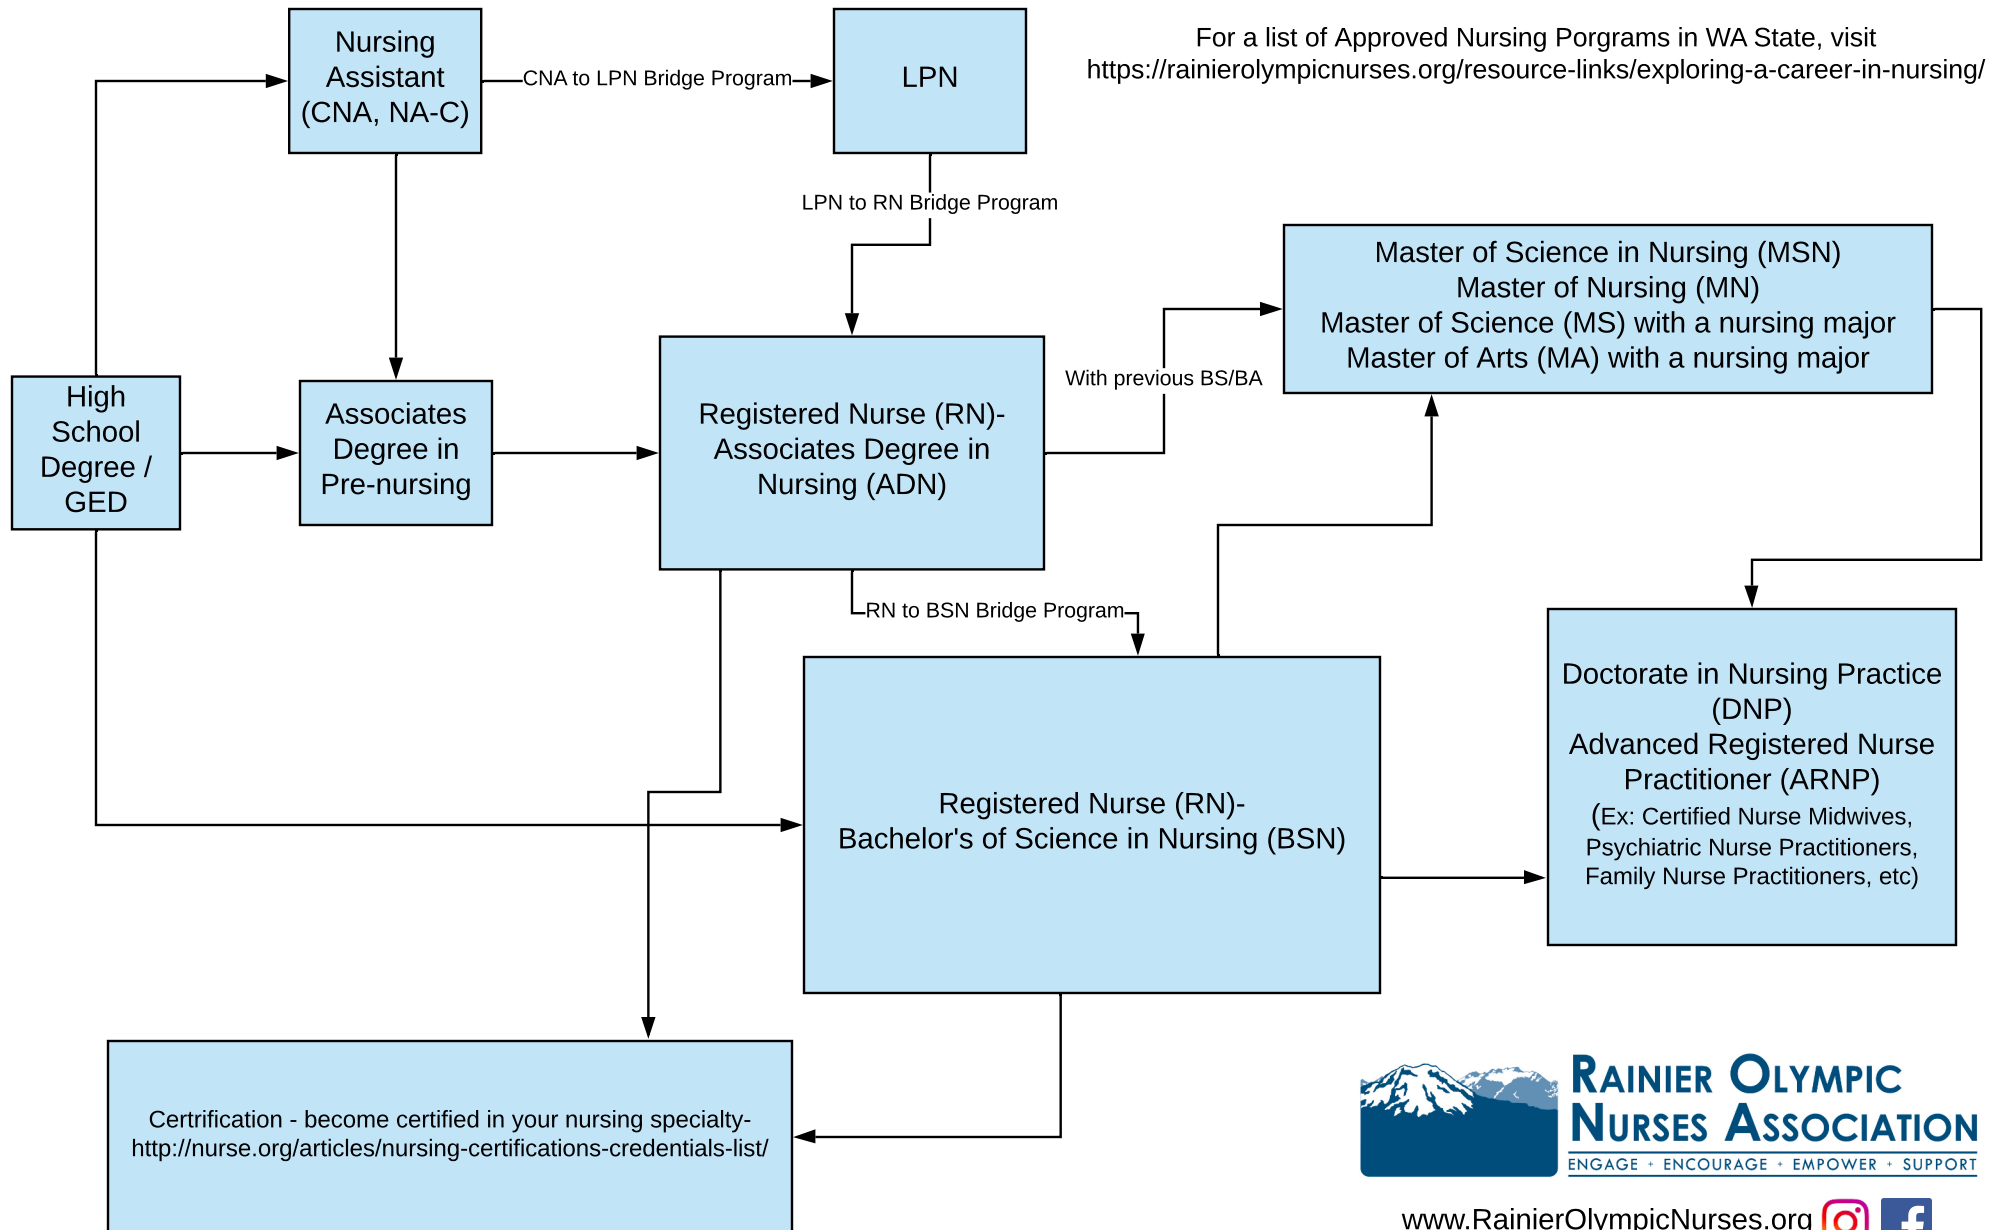 For a list of Approved Nursing Porgrams in WA State, visit
https://rainierolympicnurses.org/resource-links/exploring-a-career-in-nursing/
Nursing
Assistant
(CNA, NA-C)
CNA to LPN Bridge Program
LPN
LPN to RN Bridge Program
Master of Science in Nursing (MSN)
Master of Nursing (MN)
Master of Science (MS) with a nursing major
Master of Arts (MA) with a nursing major
High
School
Degree /
GED
Associates
Degree in
Pre-nursing
Registered Nurse (RN)-
Associates Degree in
Nursing (ADN)
With previous BS/BA
RN to BSN Bridge Program
Registered Nurse (RN)-
Bachelor's of Science in Nursing (BSN)
Doctorate in Nursing Practice
(DNP)
Advanced Registered Nurse
Practitioner (ARNP)
(Ex: Certified Nurse Midwives,
Psychiatric Nurse Practitioners,
Family Nurse Practitioners, etc)
Certrification - become certified in your nursing specialty-
http://nurse.org/articles/nursing-certifications-credentials-list/
RAINIER OLYMPIC
NURSES ASSOCIATION
ENGAGE + ENCOURAGE + EMPOWER + SUPPORT
www.RainierOlympicNurses.org